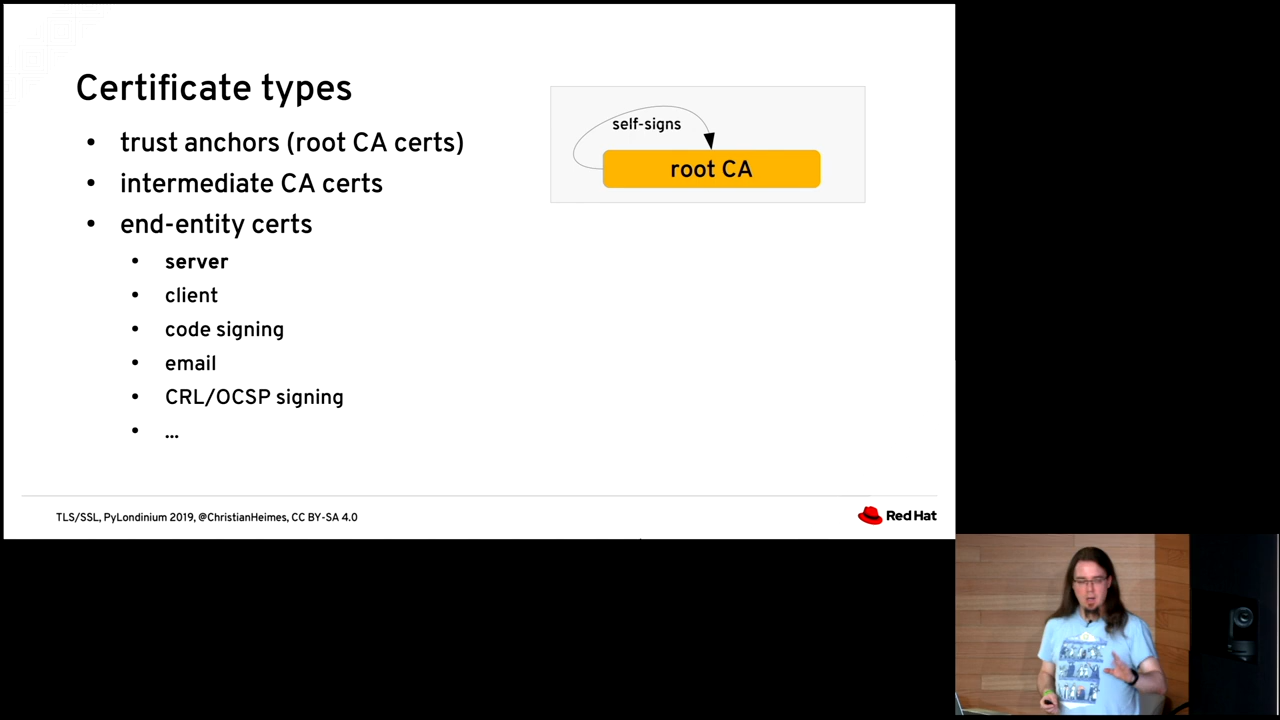 Certificate types
trust anchors (root CA certs)
intermediate CA certs
end-entity certs
server
client
code signing
email
CRL/OCSP signing
...
self-signs
root CA
TLS/SSL, PyLondinium 2019, @ChristianHeimes, CC BY-SA 4.0
Red Hat